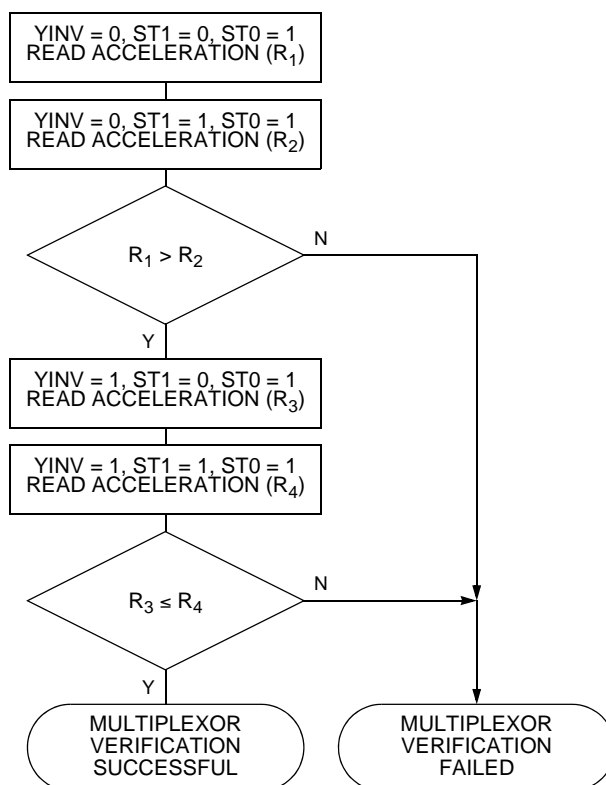 YINV = 0, ST1 = 0, ST0 = 1
READ ACCELERATION (R1)
YINV = 0, ST1 = 1, ST0 = 1
READ ACCELERATION (R2)
N
R1 > R2
Y
YINV = 1, ST1 = 0, ST0 = 1
READ ACCELERATION (R3)
YINV = 1, ST1 = 1, ST0 = 1
READ ACCELERATION (R4)
N
R3 ≤ R4
Y
MULTIPLEXOR
VERIFICATION
SUCCESSFUL
MULTIPLEXOR
VERIFICATION
FAILED